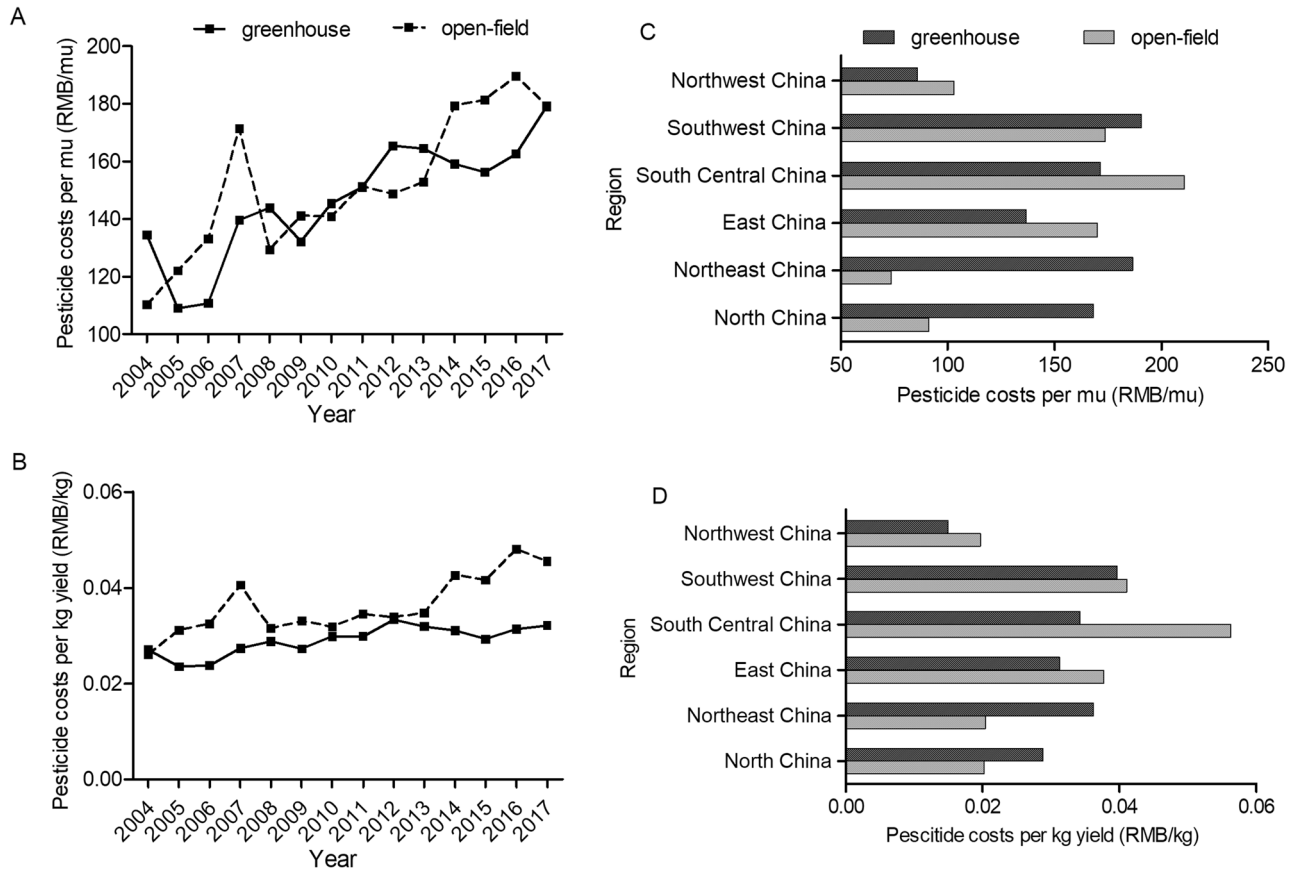 A
greenhouse
open-field
Pesticide costs per mu (RMB/mu)
200
180
160
140
120
100
2004
2005
2006
2007
2008
2009
2010
2011
2012
2013
2014
2015
2016
2017
Year
B
Pesticide costs per kg yield (RMB/kg)
0.06
0.04
0.02
0.00
2004
2005
2006
2007
2008
2009
2010
2011
2012
2013
2014
2015
2016
2017
Year
C
greenhouse
open-field
Region
Northwest China
Southwest China
South Central China
East China
Northeast China
North China
50
100
150
200
250
Pesticide costs per mu (RMB/mu)
D
Region
Northwest China
Southwest China
South Central China
East China
Northeast China
North China
0.00
0.02
0.04
0.06
Pescitide costs per kg yield (RMB/kg)